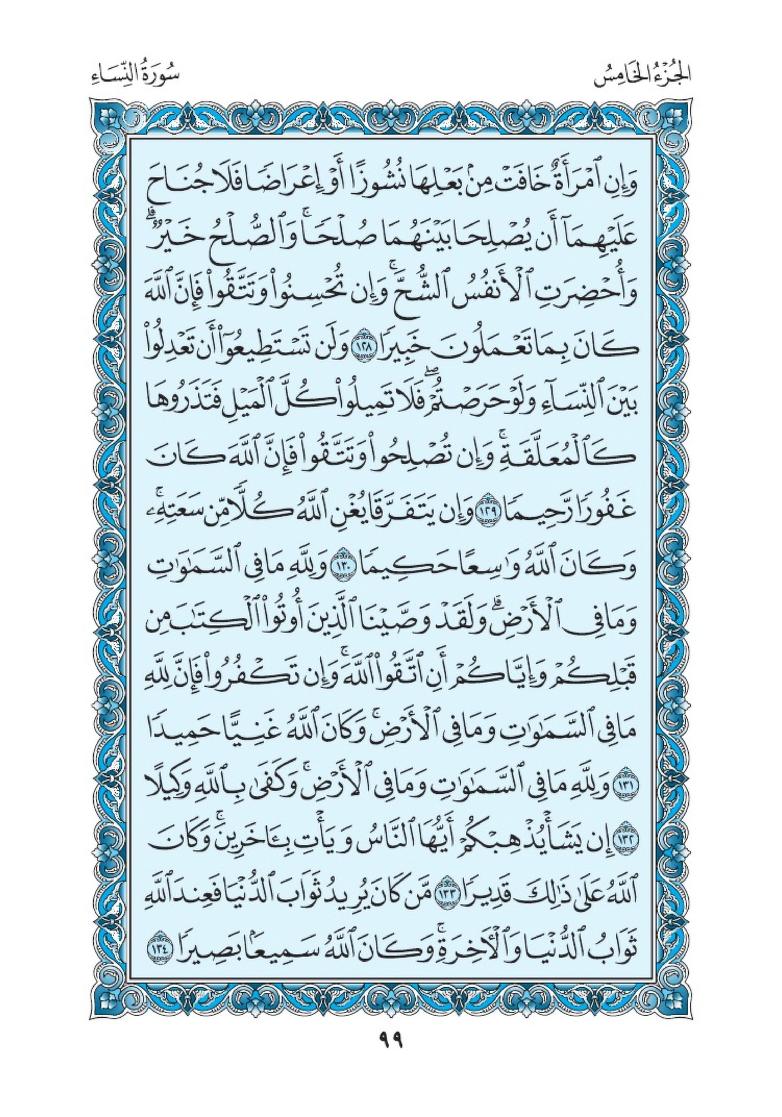 الجُزْءُ الخَامِسُ
سُورَةُ النِّسَاءِ
وَإِنِ ٱمْرَأَةٌ خَافَتْ مِنۢ بَعْلِهَا نُشُوزًا أَوْ إِعْرَاضًا فَلَا جُنَاحَ
عَلَيْهِمَآ أَن يُصْلِحَا بَيْنَهُمَا صُلْحًاۚ وَٱلصُّلْحُ خَيْرٌۗ
وَأُحْضِرَتِ ٱلْأَنفُسُ ٱلشُّحَّۚ وَإِن تُحْسِنُوا۟ وَتَتَّقُوا۟ فَإِنَّ ٱللَّهَ
كَانَ بِمَا تَعْمَلُونَ خَبِيرًا ١٢٨ وَلَن تَسْتَطِيعُوٓا۟ أَن تَعْدِلُوا۟
بَيْنَ ٱلنِّسَآءِ وَلَوْ حَرَصْتُمْۖ فَلَا تَمِيلُوا۟ كُلَّ ٱلْمَيْلِ فَتَذَرُوهَا
كَٱلْمُعَلَّقَةِۚ وَإِن تُصْلِحُوا۟ وَتَتَّقُوا۟ فَإِنَّ ٱللَّهَ كَانَ
غَفُورًا رَّحِيمًا ١٢٩ وَإِن يَتَفَرَّقَا يُغْنِ ٱللَّهُ كُلًّا مِّن سَعَتِهِۦۚ
وَكَانَ ٱللَّهُ وَٰسِعًا حَكِيمًا ١٣٠ وَلِلَّهِ مَا فِى ٱلسَّمَٰوَٰتِ
وَمَا فِى ٱلْأَرْضِۗ وَلَقَدْ وَصَّيْنَا ٱلَّذِينَ أُوتُوا۟ ٱلْكِتَٰبَ مِن
قَبْلِكُمْ وَإِيَّاكُمْ أَنِ ٱتَّقُوا۟ ٱللَّهَۚ وَإِن تَكْفُرُوا۟ فَإِنَّ لِلَّهِ
مَا فِى ٱلسَّمَٰوَٰتِ وَمَا فِى ٱلْأَرْضِۚ وَكَانَ ٱللَّهُ غَنِيًّا حَمِيدًا
١٣١ وَلِلَّهِ مَا فِى ٱلسَّمَٰوَٰتِ وَمَا فِى ٱلْأَرْضِۚ وَكَفَىٰ بِٱللَّهِ وَكِيلًا
١٣٢ إِن يَشَأْ يُذْهِبْكُمْ أَيُّهَا ٱلنَّاسُ وَيَأْتِ بِـَٔاخَرِينَۚ وَكَانَ
ٱللَّهُ عَلَىٰ ذَٰلِكَ قَدِيرًا ١٣٣ مَّن كَانَ يُرِيدُ ثَوَابَ ٱلدُّنْيَا فَعِندَ ٱللَّهِ
ثَوَابُ ٱلدُّنْيَا وَٱلْـَٔاخِرَةِۚ وَكَانَ ٱللَّهُ سَمِيعًۢا بَصِيرًا ١٣٤
٩٩